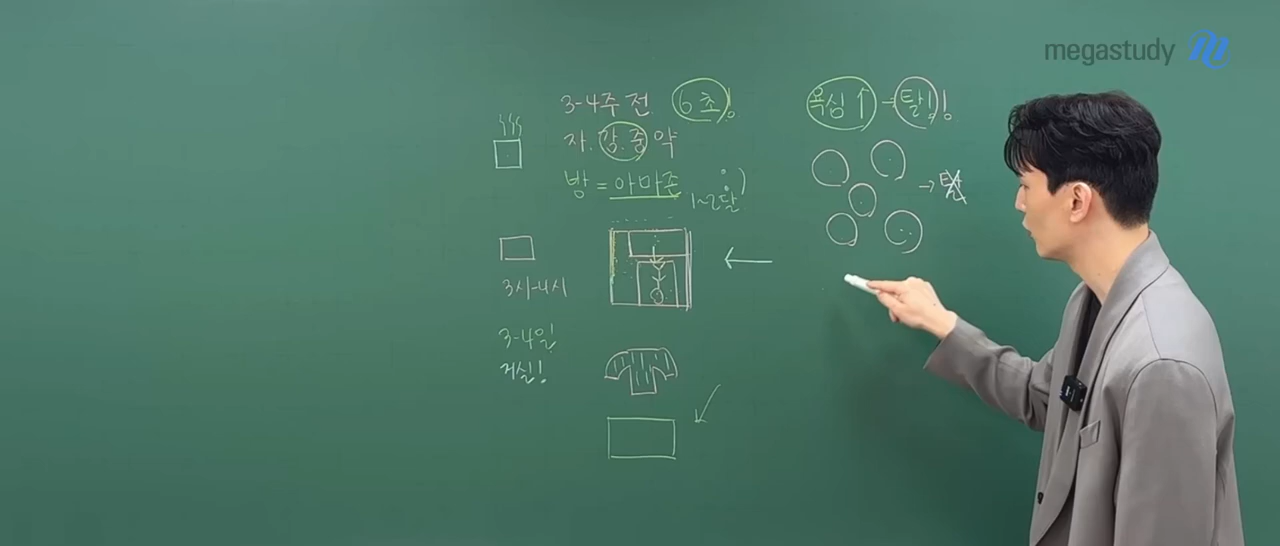 megastudy
3-4주 전 6초!
자.강.중 약
방 = 아마존
1~2달
3시-4시
3-4일!
거실!
욕심↑→탈!!